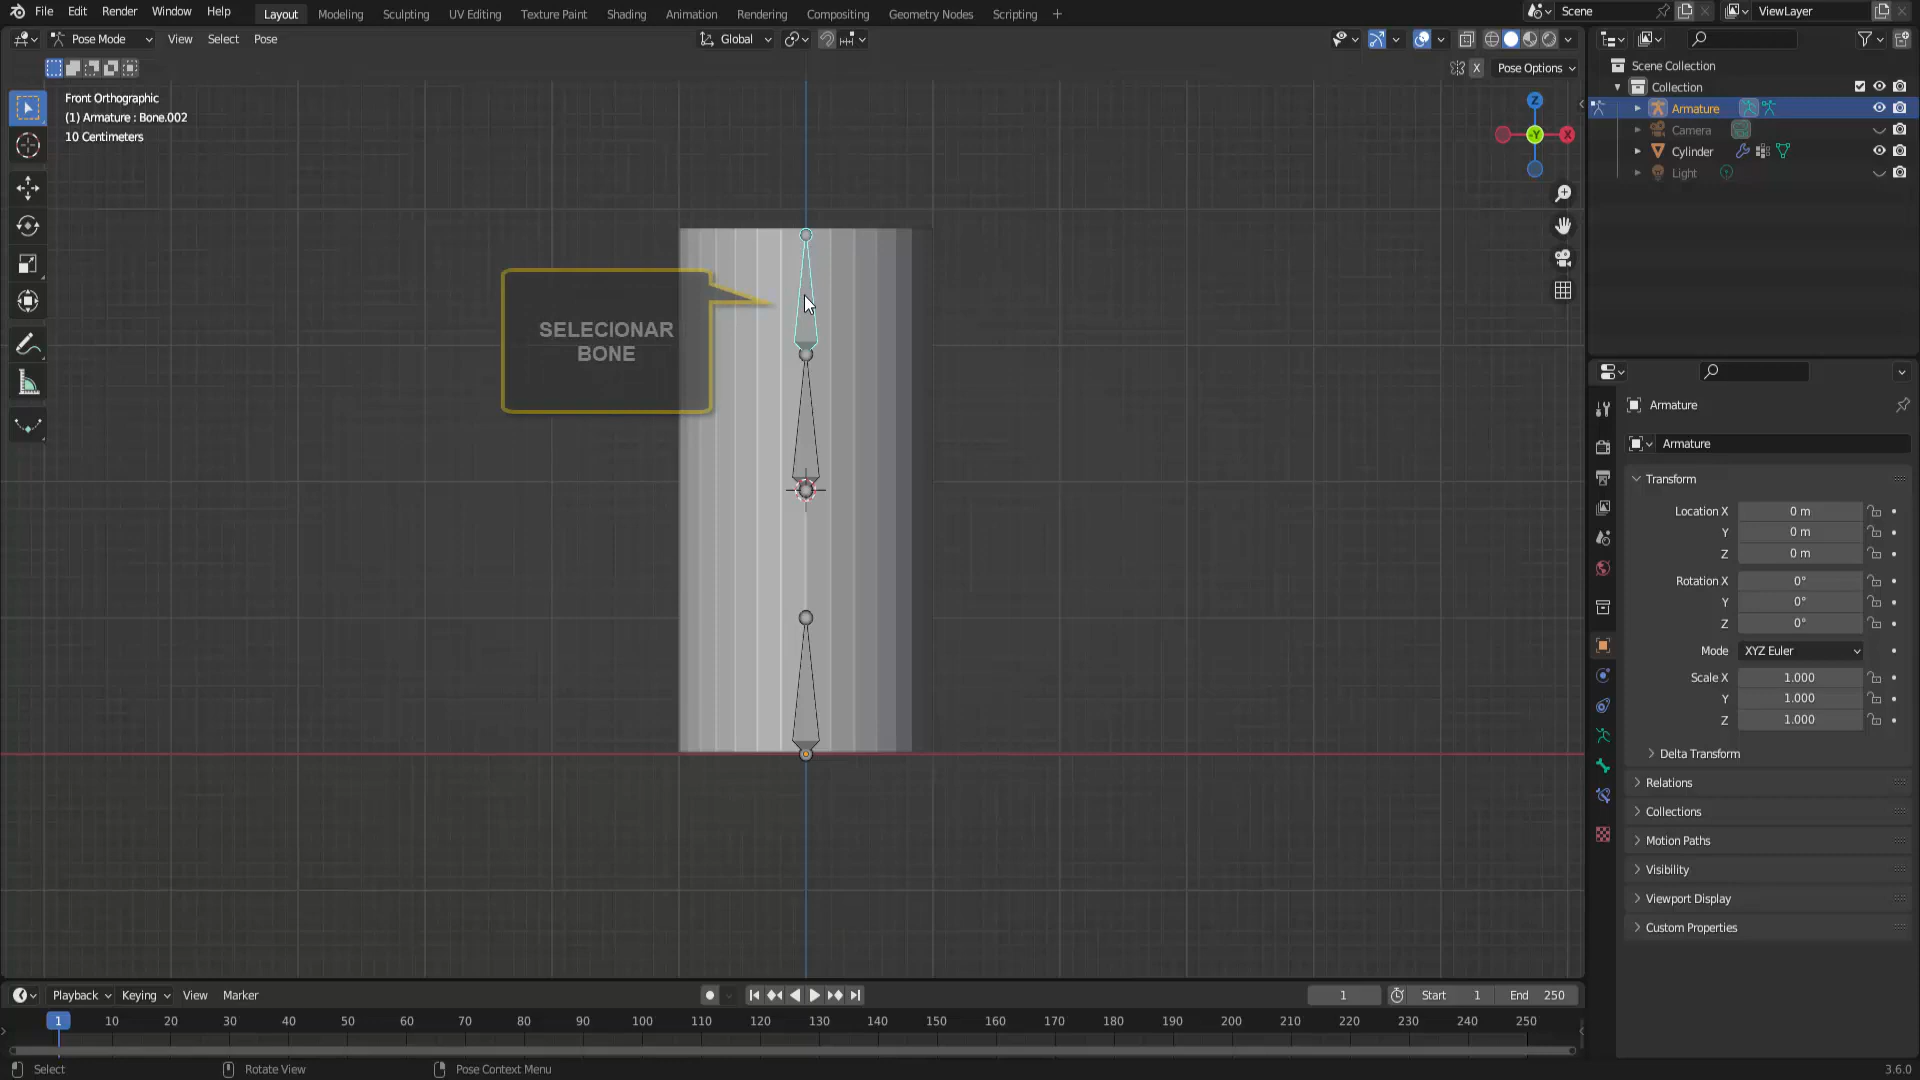 File Edit Render Window Help Layout Modeling Sculpting UV Editing Texture Paint Shading Animation Rendering Compositing Geometry Nodes Scripting + Scene ViewLayer
Pose Mode View Select Pose Global
X Pose Options
Front Orthographic
(1) Armature : Bone.002
10 Centimeters
Z
-Y
X
SELECIONAR
BONE
Scene Collection
Collection
Armature
Camera
Cylinder
Light
Armature
Armature
Transform
Location X 0 m
Y 0 m
Z 0 m
Rotation X 0°
Y 0°
Z 0°
Mode XYZ Euler
Scale X 1.000
Y 1.000
Z 1.000
Delta Transform
Relations
Collections
Motion Paths
Visibility
Viewport Display
Custom Properties
Playback Keying View Marker 1 Start 1 End 250
1 10 20 30 40 50 60 70 80 90 100 110 120 130 140 150 160 170 180 190 200 210 220 230 240 250
Select Rotate View Pose Context Menu 3.6.0